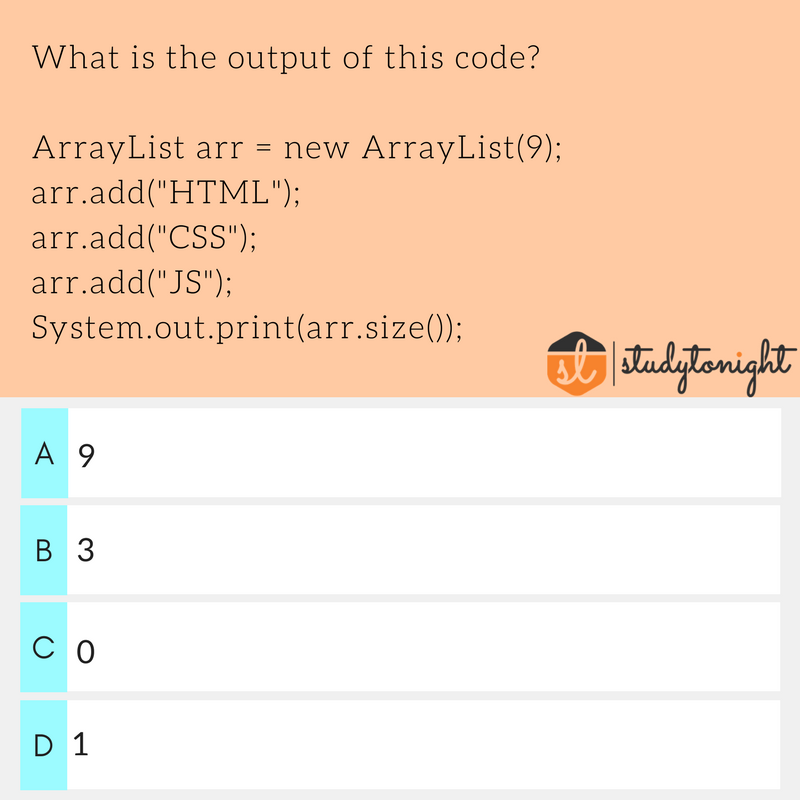 What is the output of this code?
ArrayList arr = new ArrayList(9);
arr.add("HTML");
arr.add("CSS");
arr.add("JS");
System.out.print(arr.size());
st | studytonight
A 9
B 3
C 0
D 1